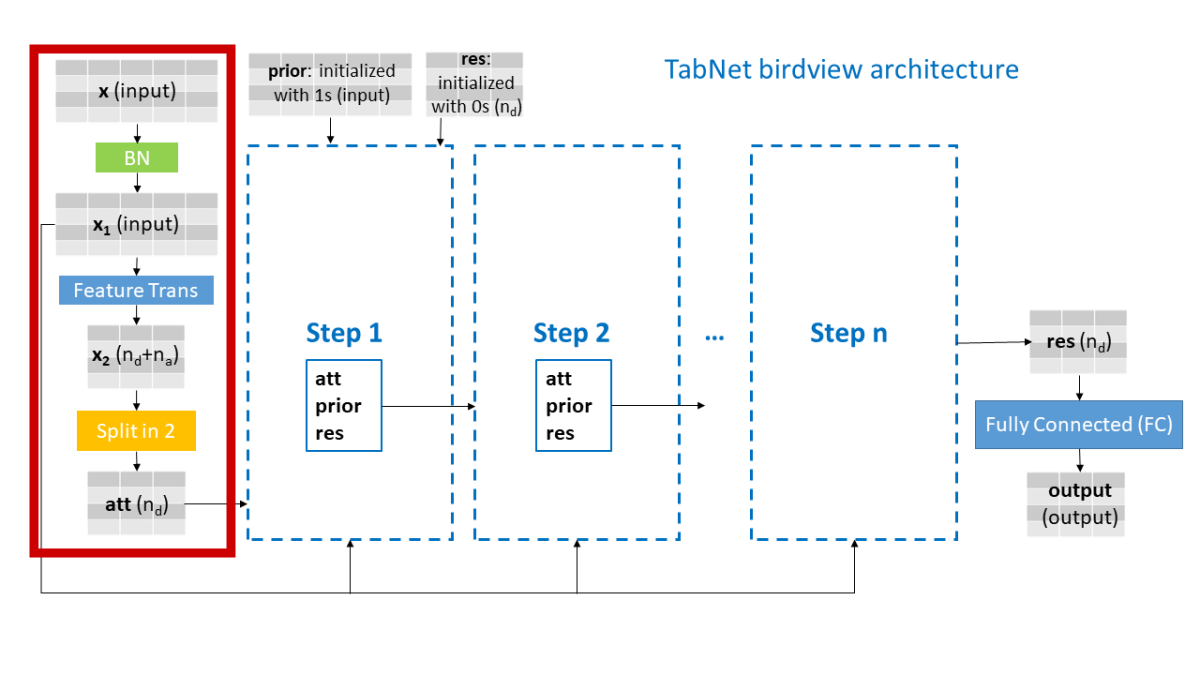 TabNet birdview architecture
x (input)
BN
x₁ (input)
Feature Trans
x₂ (n_d+n_a)
Split in 2
att (n_d)
prior: initialized
with 1s (input)
res:
initialized
with 0s (n_d)
Step 1
att
prior
res
Step 2
att
prior
res
...
Step n
res (n_d)
Fully Connected (FC)
output
(output)